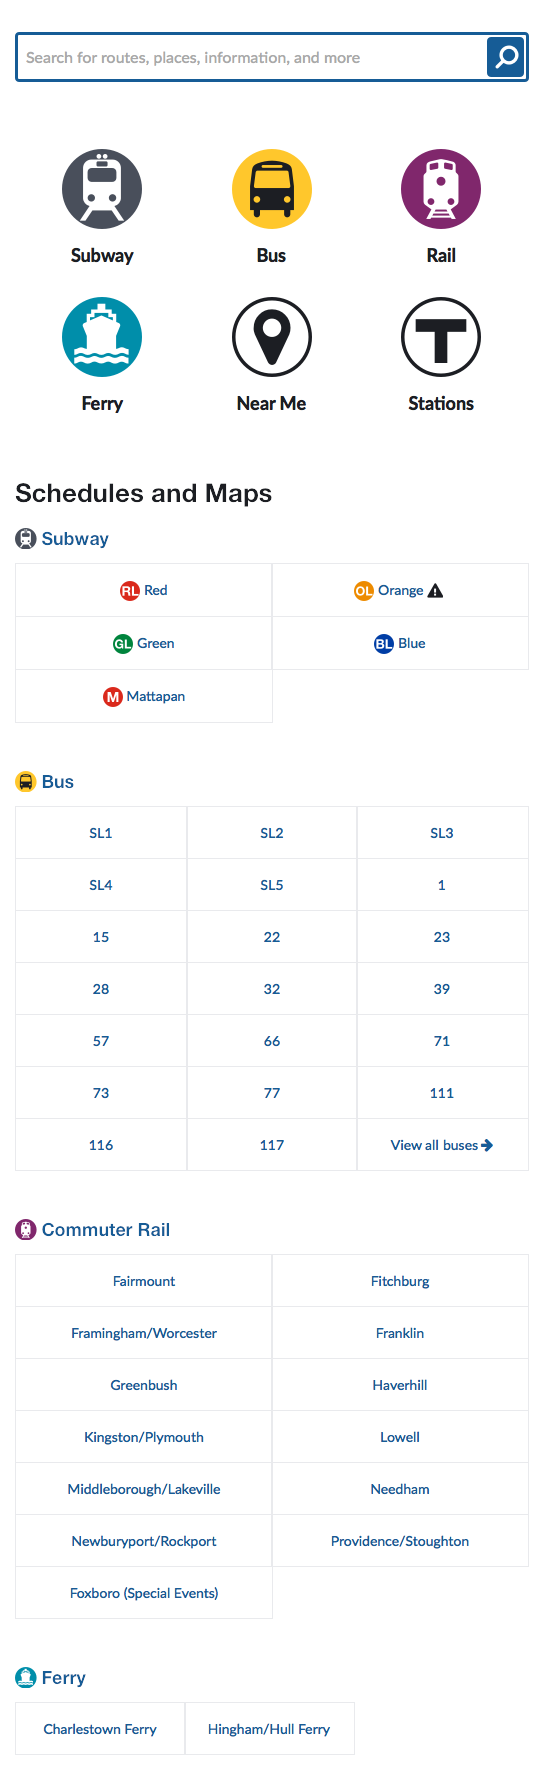 Search for routes, places, information, and more
Subway Bus Rail
T
Ferry Near Me Stations
Schedules and Maps
Subway
RL Red OL Orange
GL Green BL Blue
M Mattapan
Bus
SL1 SL2 SL3
SL4 SL5 1
15 22 23
28 32 39
57 66 71
73 77 111
116 117 View all buses
Commuter Rail
Fairmount Fitchburg
Framingham/Worcester Franklin
Greenbush Haverhill
Kingston/Plymouth Lowell
Middleborough/Lakeville Needham
Newburyport/Rockport Providence/Stoughton
Foxboro (Special Events)
Ferry
Charlestown Ferry Hingham/Hull Ferry